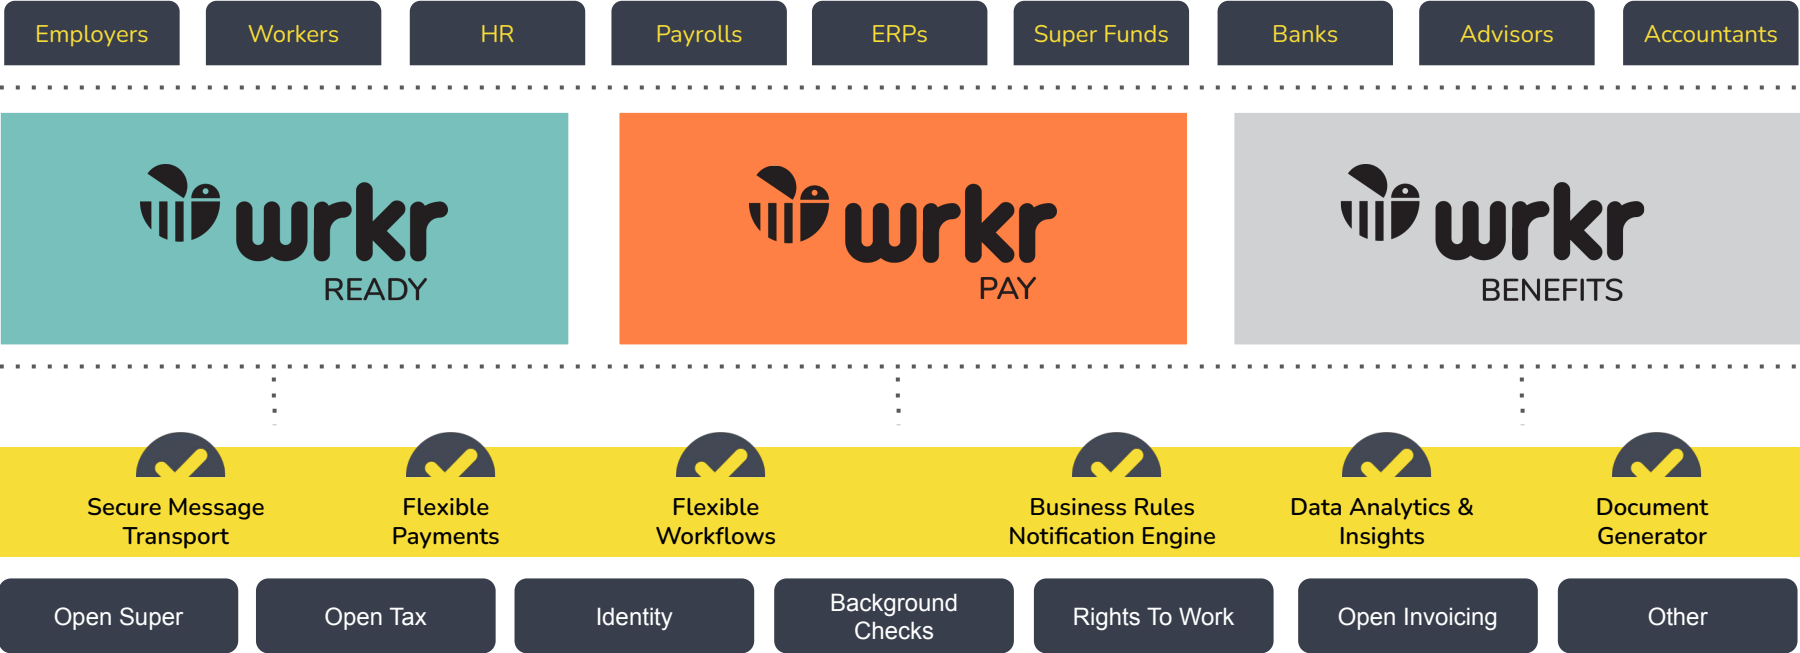 Employers
Workers
HR
Payrolls
ERPs
Super Funds
Banks
Advisors
Accountants
wrkr
READY
wrkr
PAY
wrkr
BENEFITS
Secure Message
Transport
Flexible
Payments
Flexible
Workflows
Business Rules
Notification Engine
Data Analytics &
Insights
Document
Generator
Open Super
Open Tax
Identity
Background
Checks
Rights To Work
Open Invoicing
Other